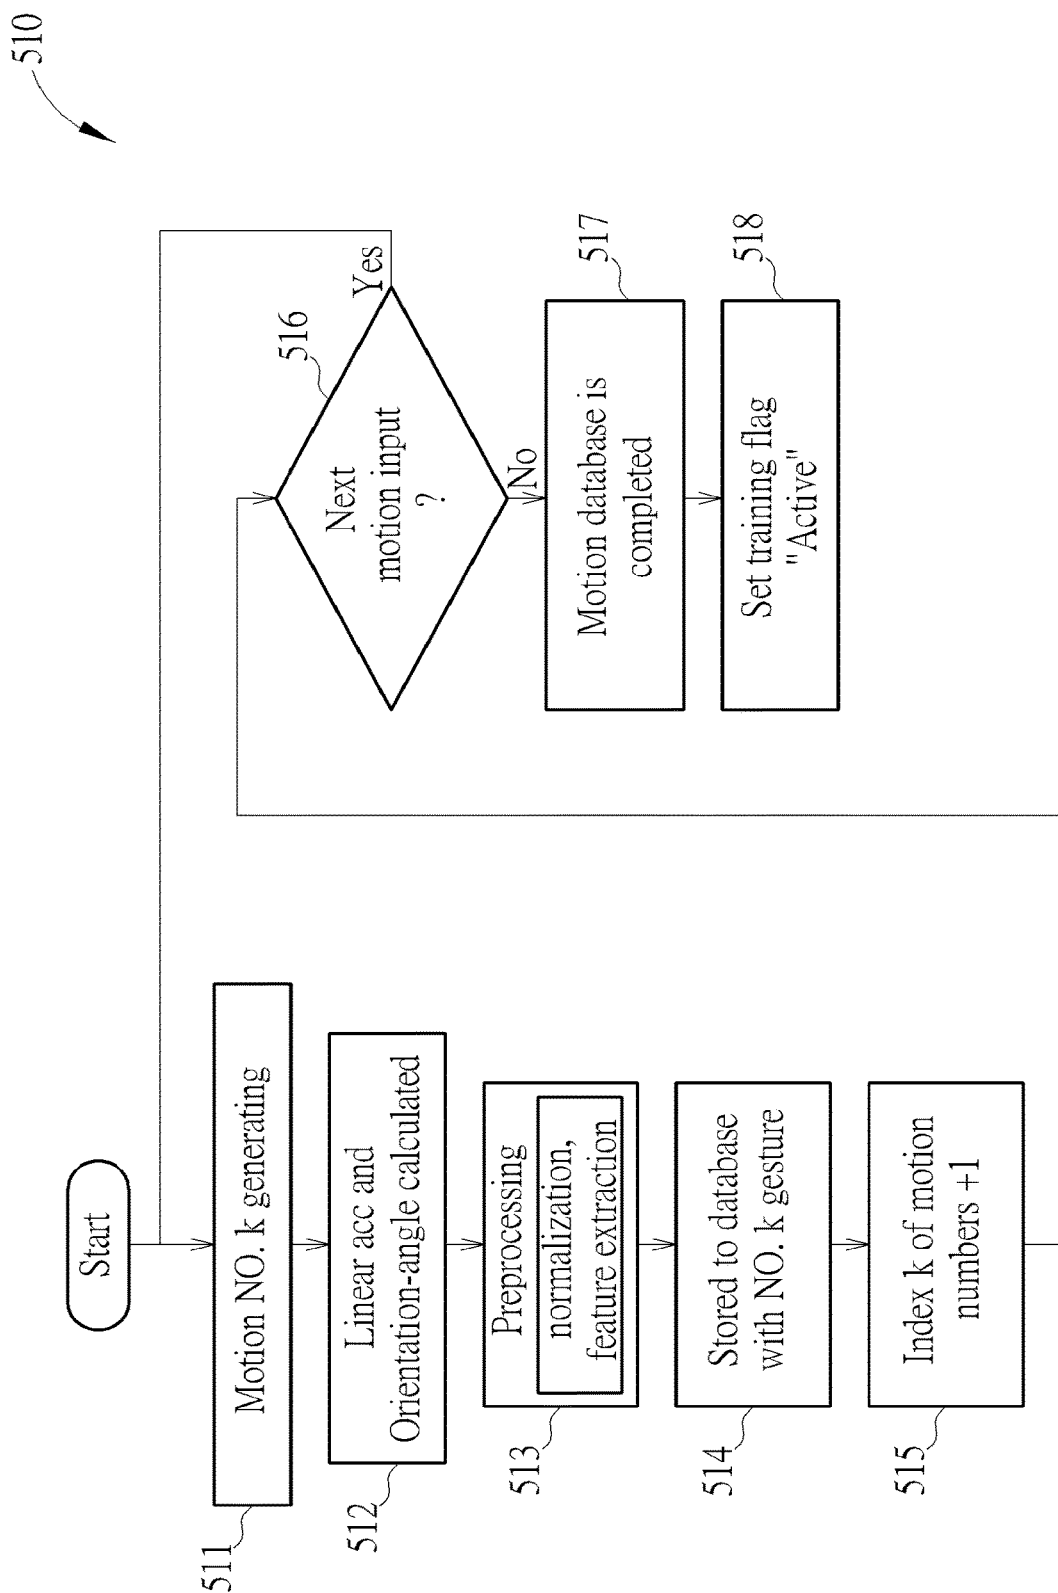 510
Start
Motion NO. k generating
511
Linear acc and
Orientation-angle calculated
512
Preprocessing
normalization,
feature extraction
513
Stored to database
with NO. k gesture
514
Index k of motion
numbers +1
515
Next
motion input
?
516
Yes
No
Motion database is
completed
517
Set training flag
"Active"
518